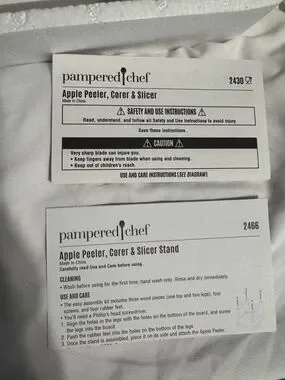 pampered chef
2430
Apple Peeler, Corer & Slicer
Made in China
⚠ SAFETY AND USE INSTRUCTIONS ⚠
Read, understand, and follow all Safety and Use instructions to avoid injury.
Save these instructions.
⚠ CAUTION ⚠
Very sharp blade can injure you.
• Keep fingers away from blade when using and cleaning.
• Keep out of children's reach.
USE AND CARE INSTRUCTIONS (SEE DIAGRAM)
pampered chef
2466
Apple Peeler, Corer & Slicer Stand
Made in China
Carefully read Use and Care before using.
CLEANING
• Wash before using for the first time; hand wash only. Rinse and dry immediately.
USE AND CARE
• The easy assembly kit includes three wood pieces (one top and two legs), four
screws, and four rubber feet.
• You'll need a Phillip's head screwdriver.
1. Align the holes in the legs with the holes on the bottom of the board, and screw
the legs into the board.
2. Push the rubber feet into the holes on the bottom of the legs.
3. Once the stand is assembled, place it on its side and attach the Apple Peeler,